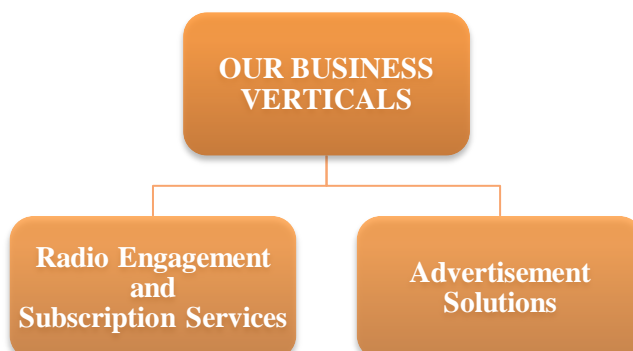 OUR BUSINESS
VERTICALS
Radio Engagement
and
Subscription Services
Advertisement
Solutions